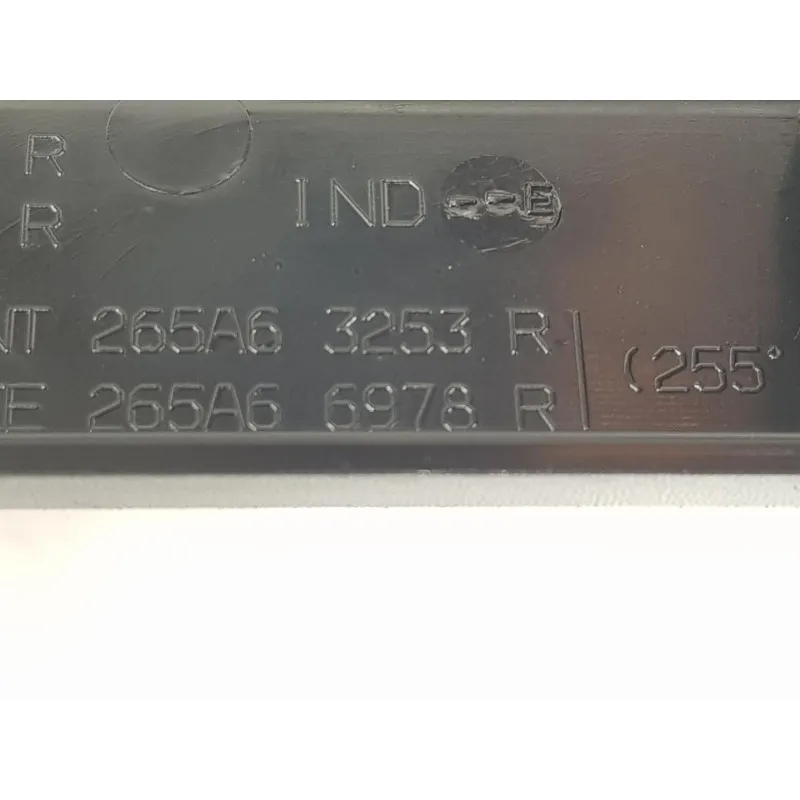 R
R
IND --E
NT 265A6 3253 R
E 265A6 6978 R
(255°